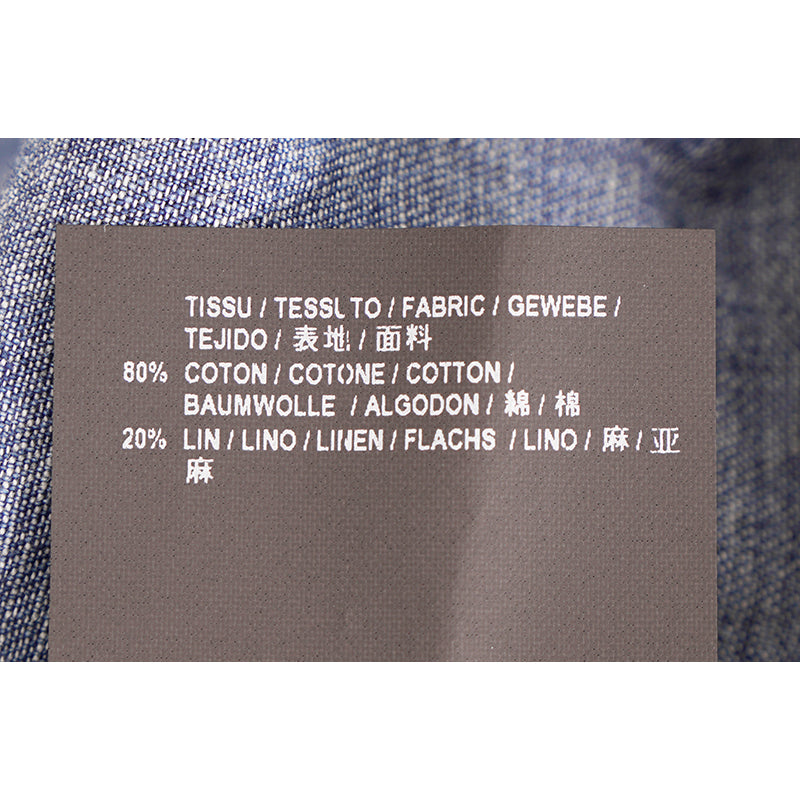 TISSU / TESSUTO / FABRIC / GEWEBE /
TEJIDO / 表地 / 面料
80% COTON / COTONE / COTTON /
BAUMWOLLE / ALGODON / 綿 / 棉
20% LIN / LINO / LINEN / FLACHS / LINO / 麻 / 亚
麻